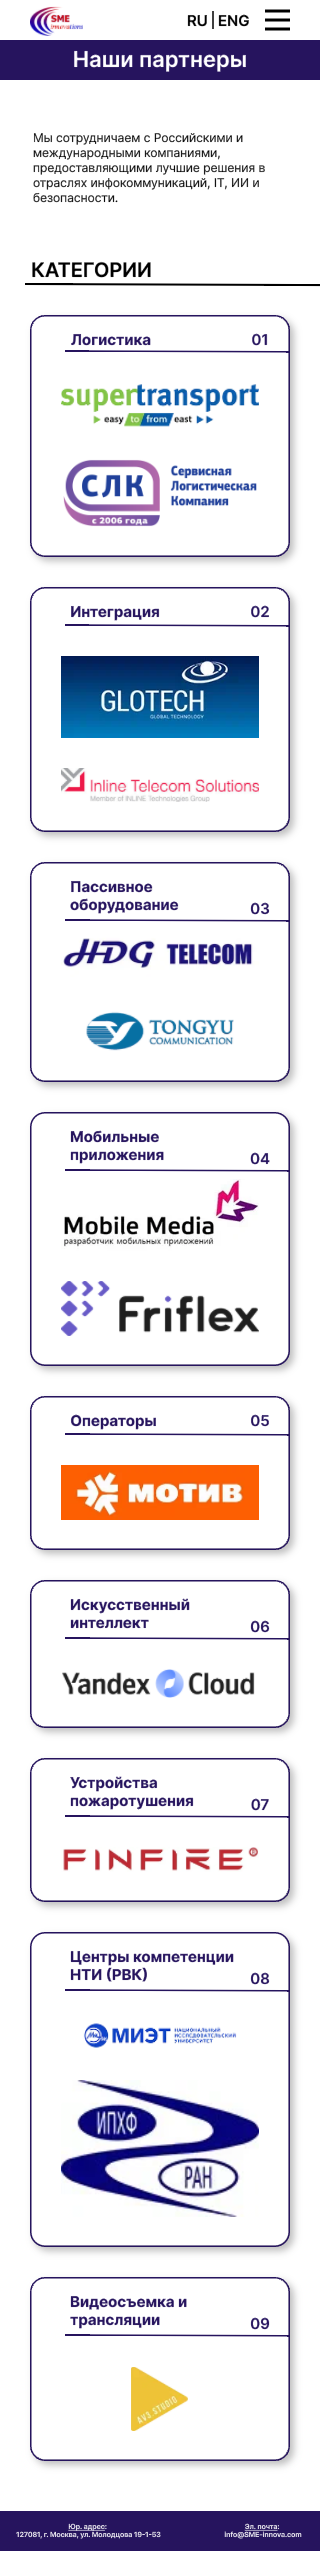 SME
Innovations
RU | ENG
Наши партнеры
Мы сотрудничаем с Российскими и
международными компаниями,
предоставляющими лучшие решения в
отраслях инфокоммуникаций, IT, ИИ и
безопасности.
КАТЕГОРИИ
Логистика 01
supertransport
easy to from east
СЛК
с 2006 года
Сервисная
Логистическая
Компания
Интеграция 02
GLOTECH
GLOBAL TECHNOLOGY
Inline Telecom Solutions
Member of INLINE Technologies Group
Пассивное
оборудование 03
HDG TELECOM
TONGYU
COMMUNICATION
Мобильные
приложения 04
Mobile Media
разработчик мобильных приложений
Friflex
Операторы 05
МОТИВ
Искусственный
интеллект 06
Yandex Cloud
Устройства
пожаротушения 07
FINFIRE
Центры компетенции
НТИ (РВК) 08
МИЭТ
НАЦИОНАЛЬНЫЙ
ИССЛЕДОВАТЕЛЬСКИЙ
УНИВЕРСИТЕТ
ИПХФ
РАН
Видеосъемка и
трансляции 09
AV3.STUDIO
Юр. адрес:
127081, г. Москва, ул. Молодцова 19-1-53
Эл. почта:
info@SME-innova.com